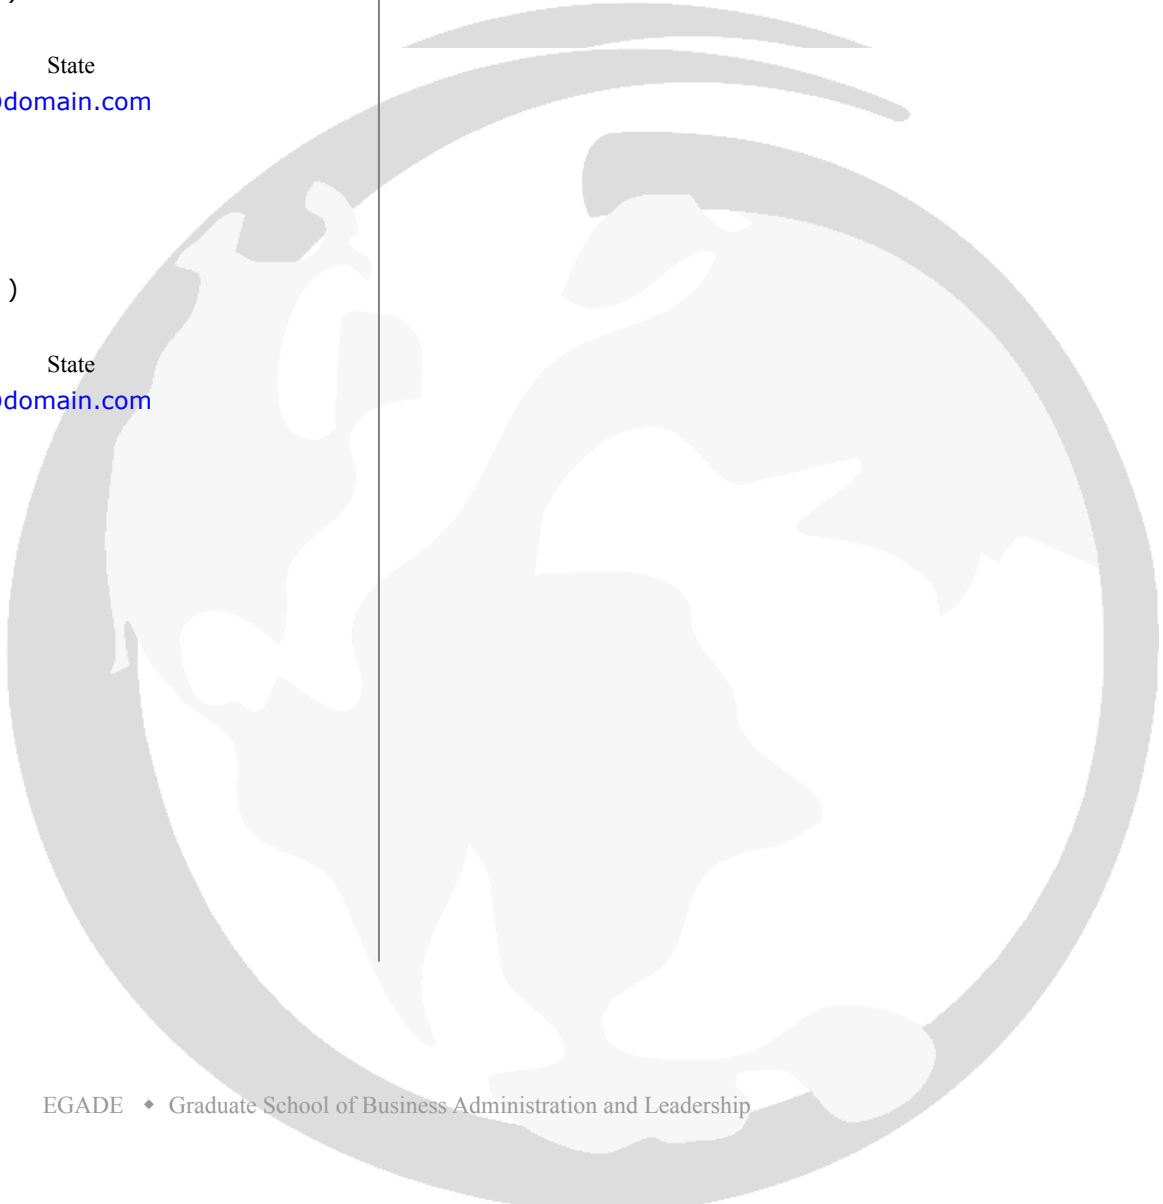 State
@domain.com
)
State
@domain.com
EGADE ◆ Graduate School of Business Administration and Leadership